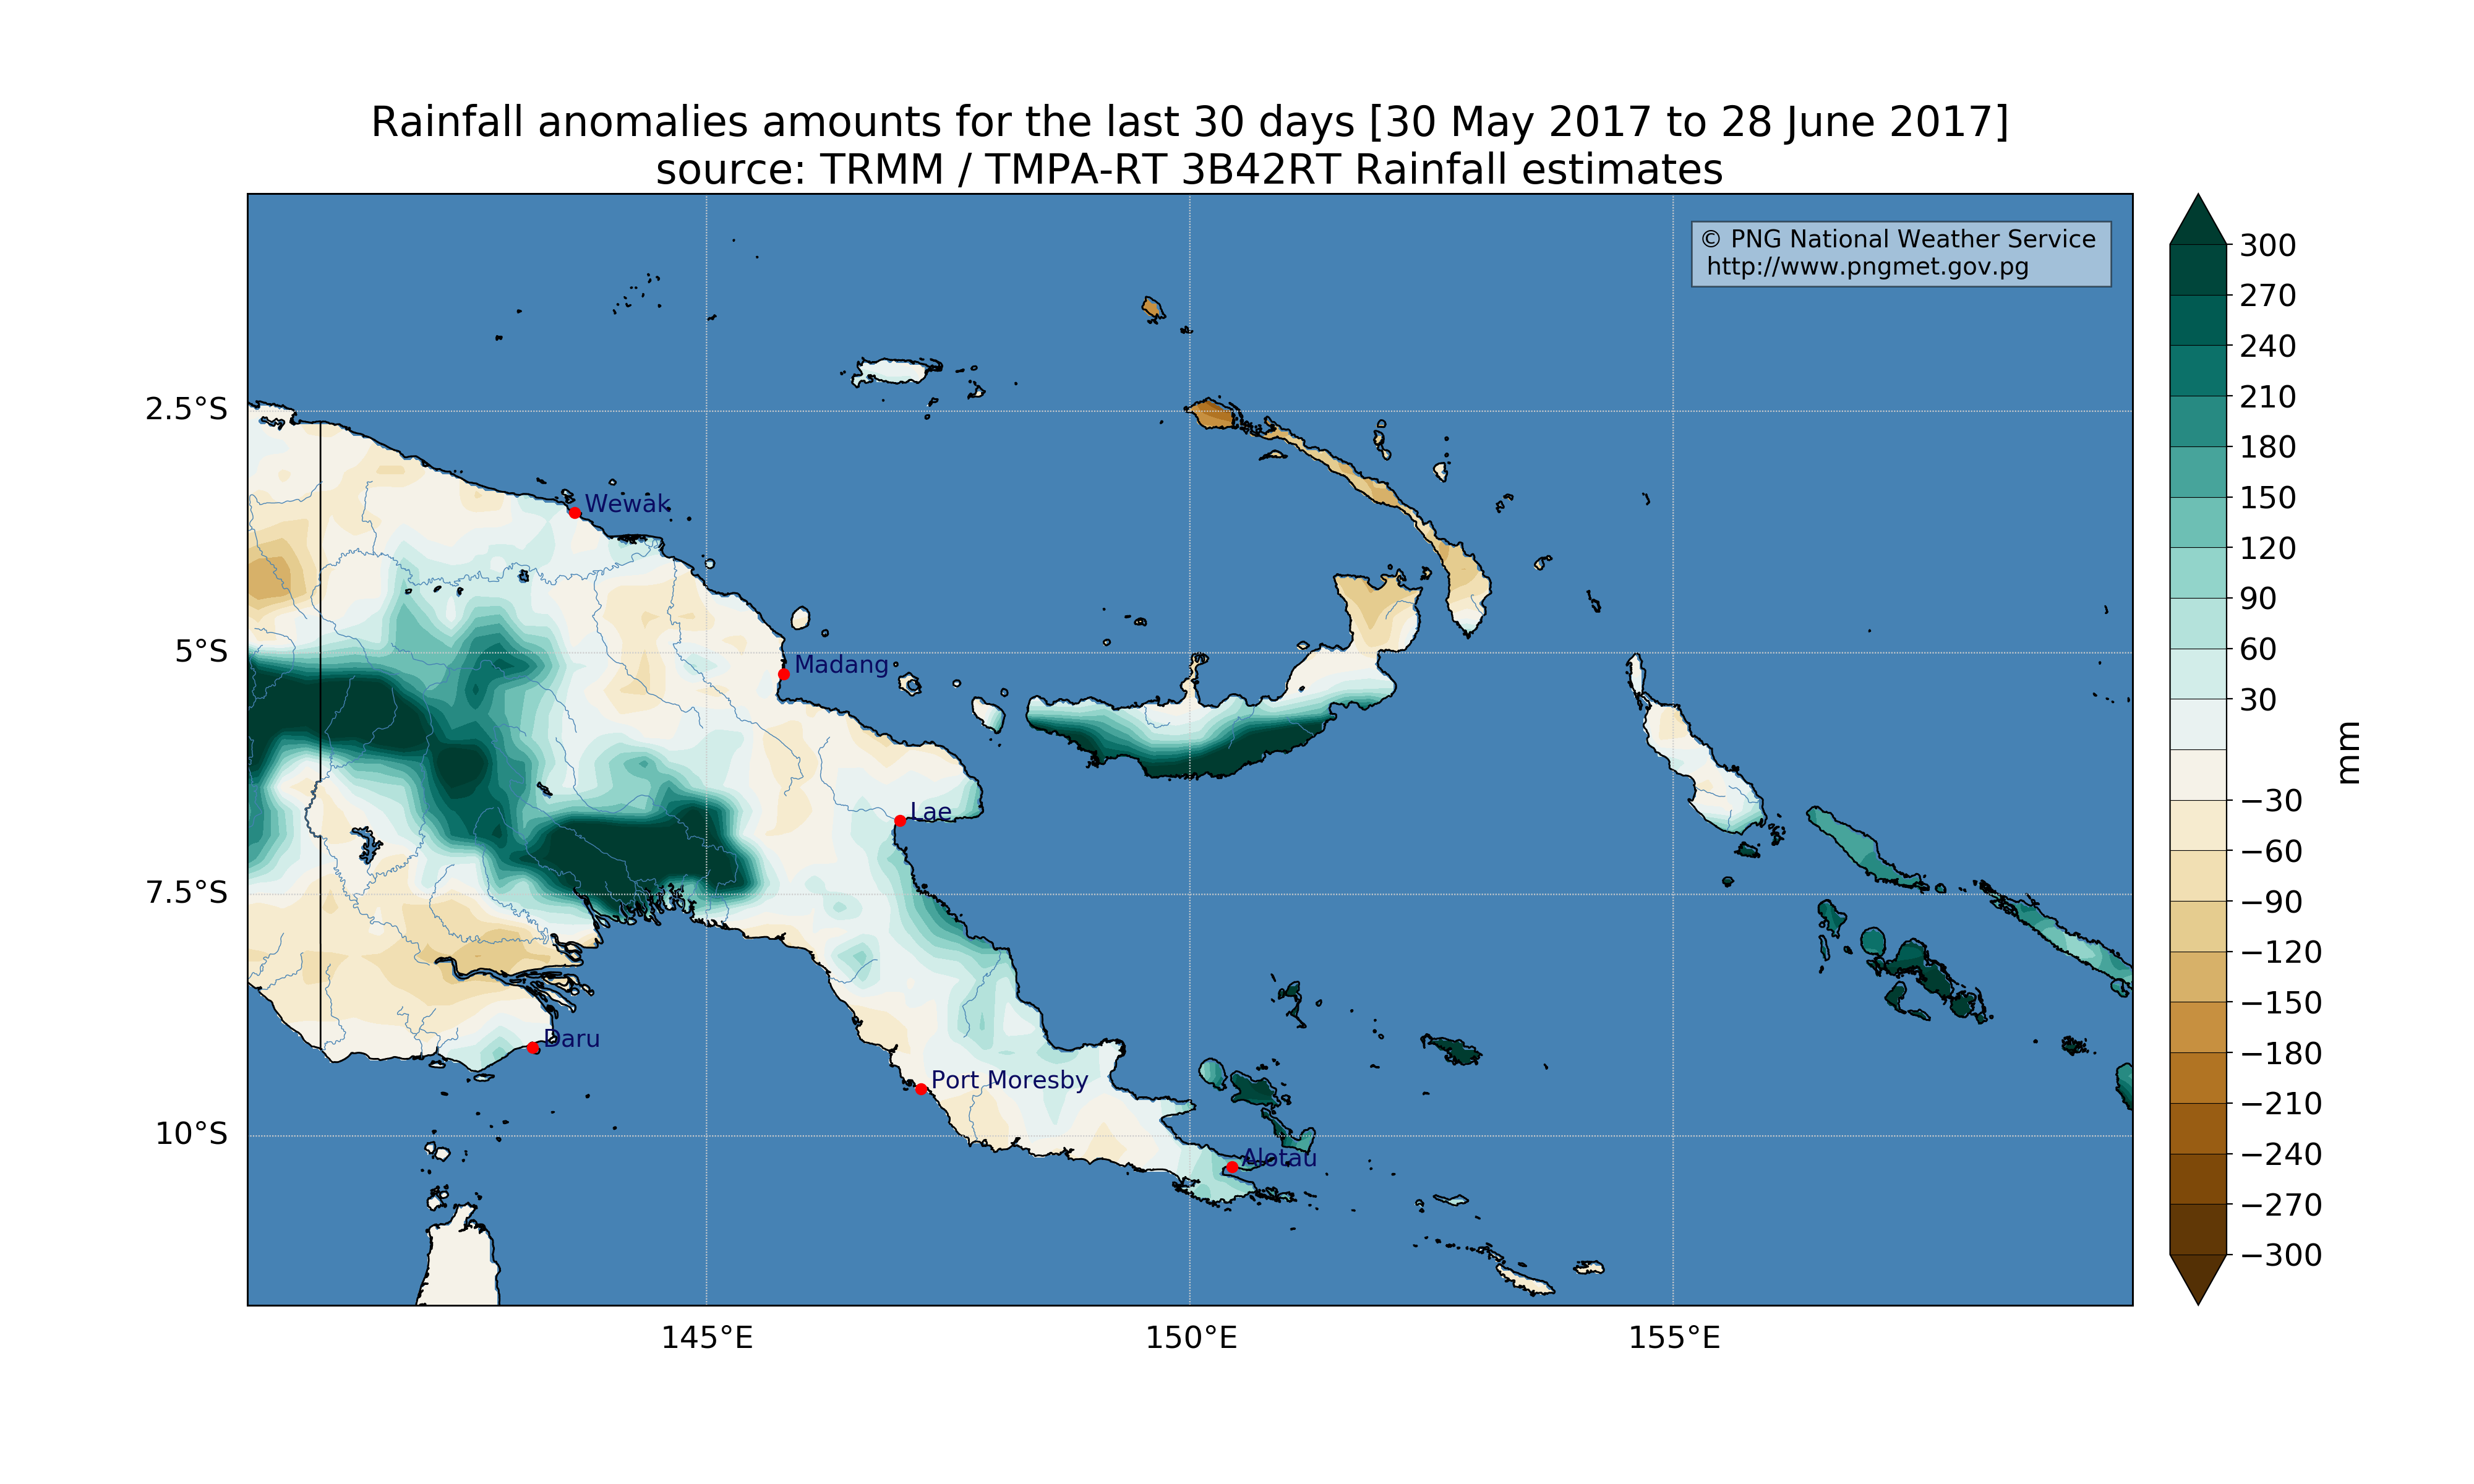 Rainfall anomalies amounts for the last 30 days [30 May 2017 to 28 June 2017]
source: TRMM / TMPA-RT 3B42RT Rainfall estimates
© PNG National Weather Service
http://www.pngmet.gov.pg
2.5°S
5°S
7.5°S
10°S
Wewak
Madang
Lae
Daru
Port Moresby
Alotau
145°E
150°E
155°E
300
270
240
210
180
150
120
90
60
30
−30
−60
−90
−120
−150
−180
−210
−240
−270
−300
mm